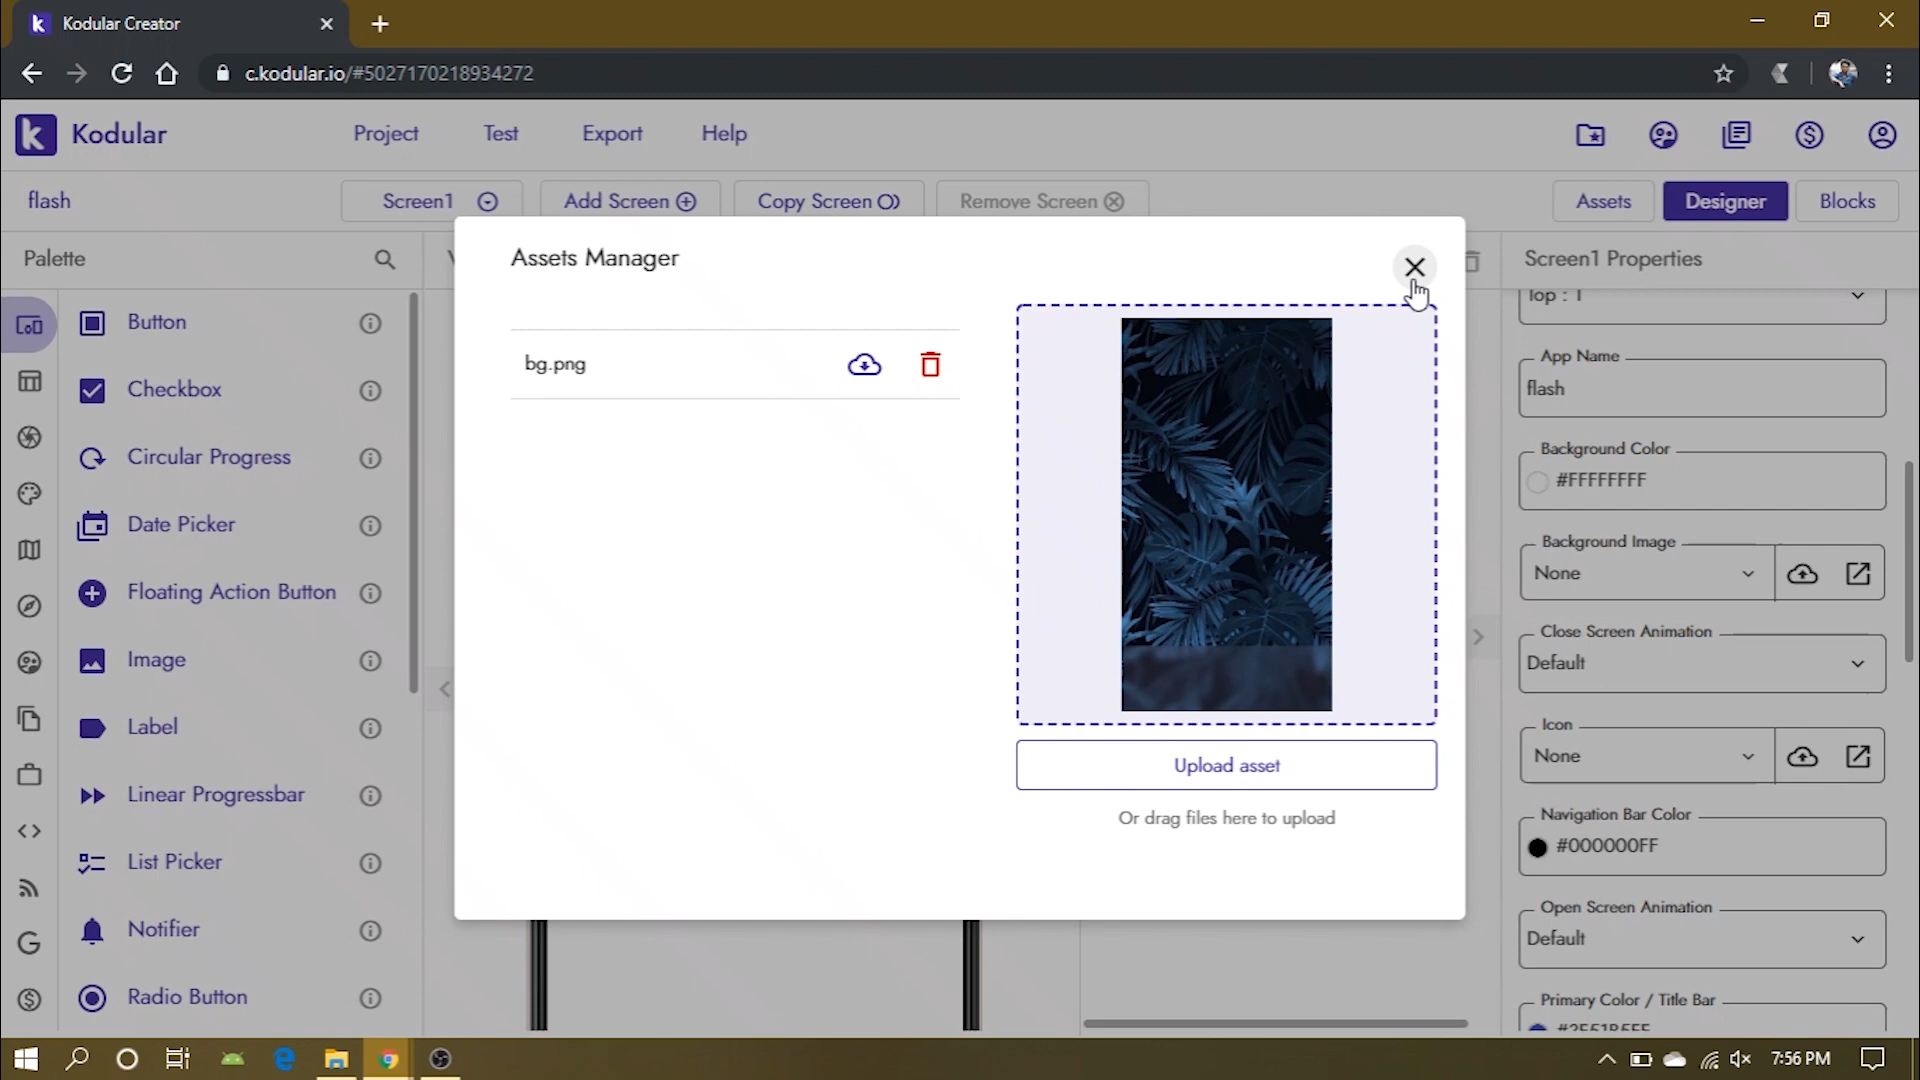 Kodular Creator
c.kodular.io/#5027170218934272
Kodular
Project
Test
Export
Help
flash
Screen1
Add Screen
Copy Screen
Remove Screen
Assets
Designer
Blocks
Palette
Button
Checkbox
Circular Progress
Date Picker
Floating Action Button
Image
Label
Linear Progressbar
List Picker
Notifier
Radio Button
Assets Manager
bg.png
Upload asset
Or drag files here to upload
Screen1 Properties
Top : 1
App Name
flash
Background Color
#FFFFFFFF
Background Image
None
Close Screen Animation
Default
Icon
None
Navigation Bar Color
#000000FF
Open Screen Animation
Default
Primary Color / Title Bar
7:56 PM